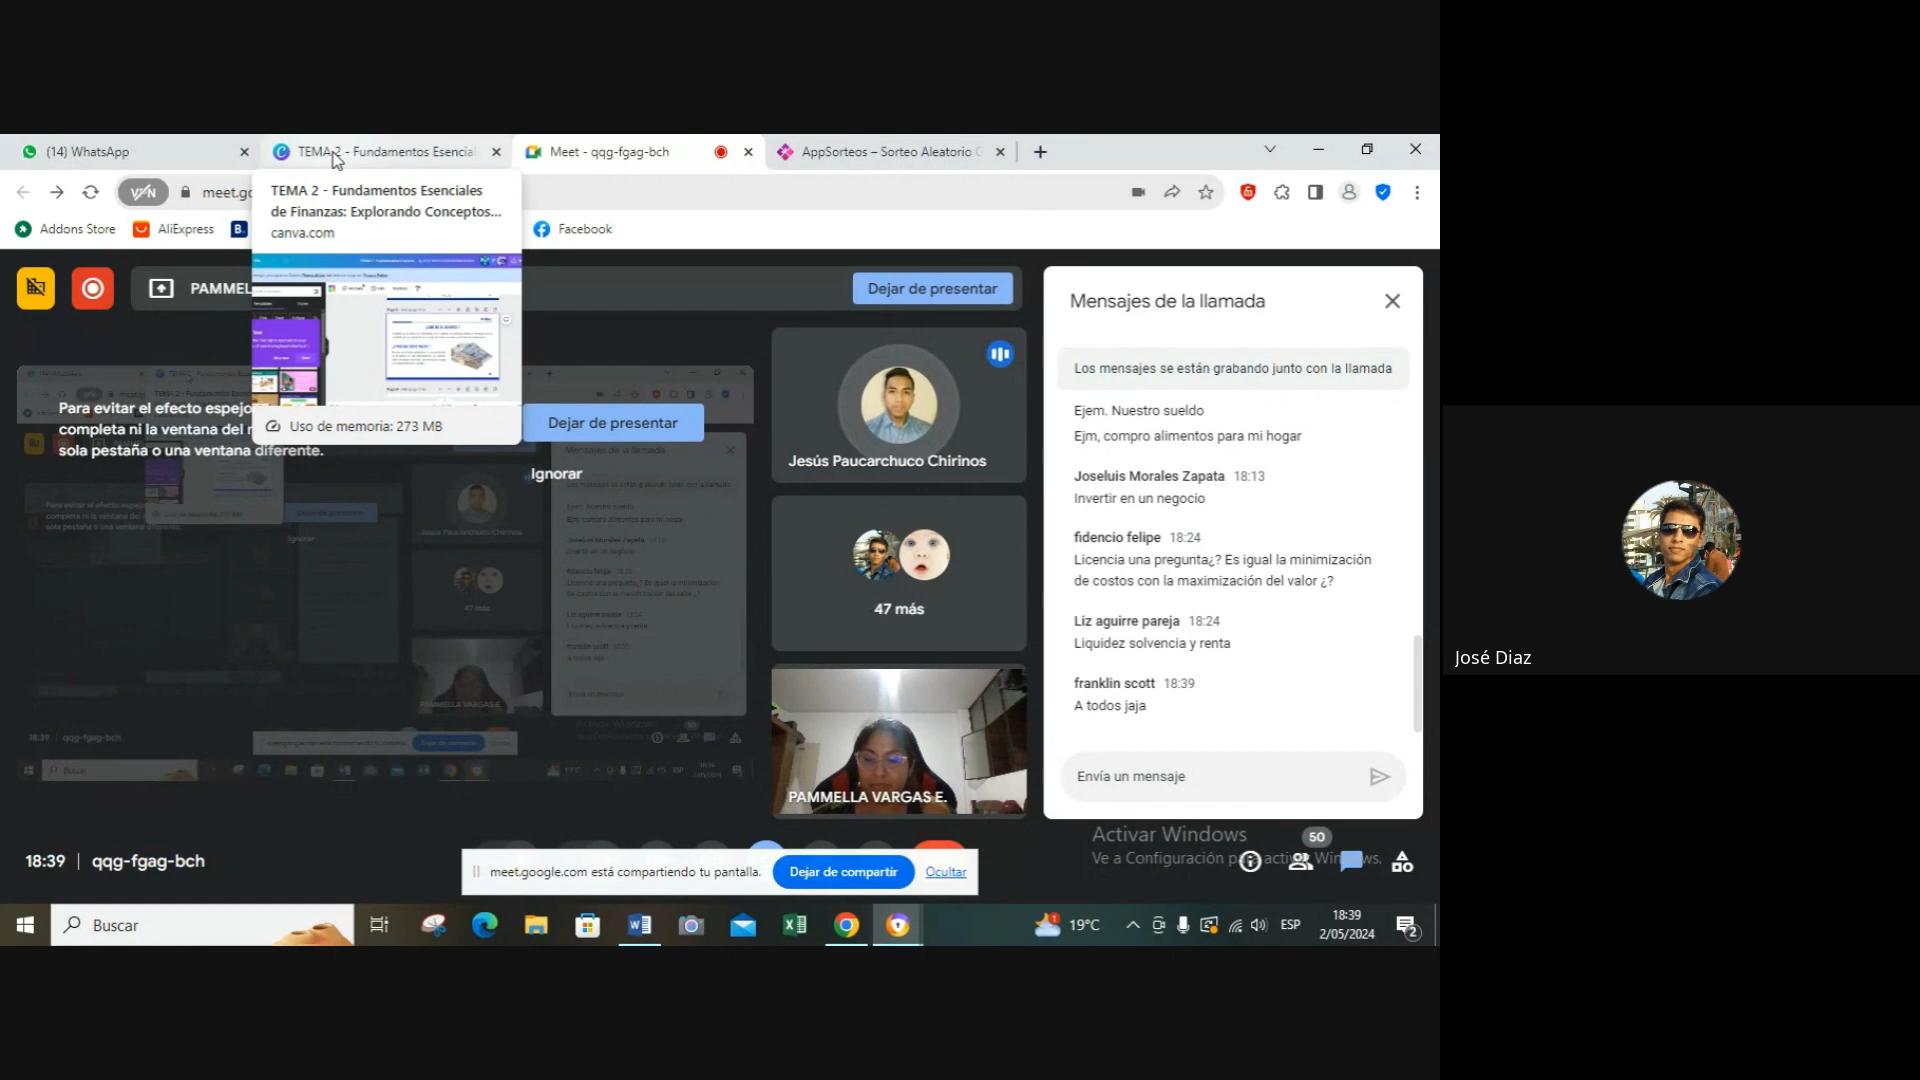 (14) WhatsApp
TEMA 2 - Fundamentos Esencial
Meet - qqg-fgag-bch
AppSorteos – Sorteo Aleatorio
VPN
meet.go
TEMA 2 - Fundamentos Esenciales
de Finanzas: Explorando Conceptos...
canva.com
Addons Store
AliExpress
B.
Facebook
PAMMEL
Dejar de presentar
Uso de memoria: 273 MB
Para evitar el efecto espejo
completa ni la ventana del
sola pestaña o una ventana diferente.
Dejar de presentar
Ignorar
Jesús Paucarchuco Chirinos
47 más
PAMMELLA VARGAS E.
Mensajes de la llamada
Los mensajes se están grabando junto con la llamada
Ejem. Nuestro sueldo
Ejm, compro alimentos para mi hogar
Joseluis Morales Zapata 18:13
Invertir en un negocio
fidencio felipe 18:24
Licencia una pregunta¿? Es igual la minimización
de costos con la maximización del valor ¿?
Liz aguirre pareja 18:24
Liquidez solvencia y renta
franklin scott 18:39
A todos jaja
Envía un mensaje
José Diaz
Activar Windows
Ve a Configuración para activar Windows.
50
18:39 | qqg-fgag-bch
meet.google.com está compartiendo tu pantalla.
Dejar de compartir
Ocultar
Buscar
19°C
ESP
18:39
2/05/2024
2